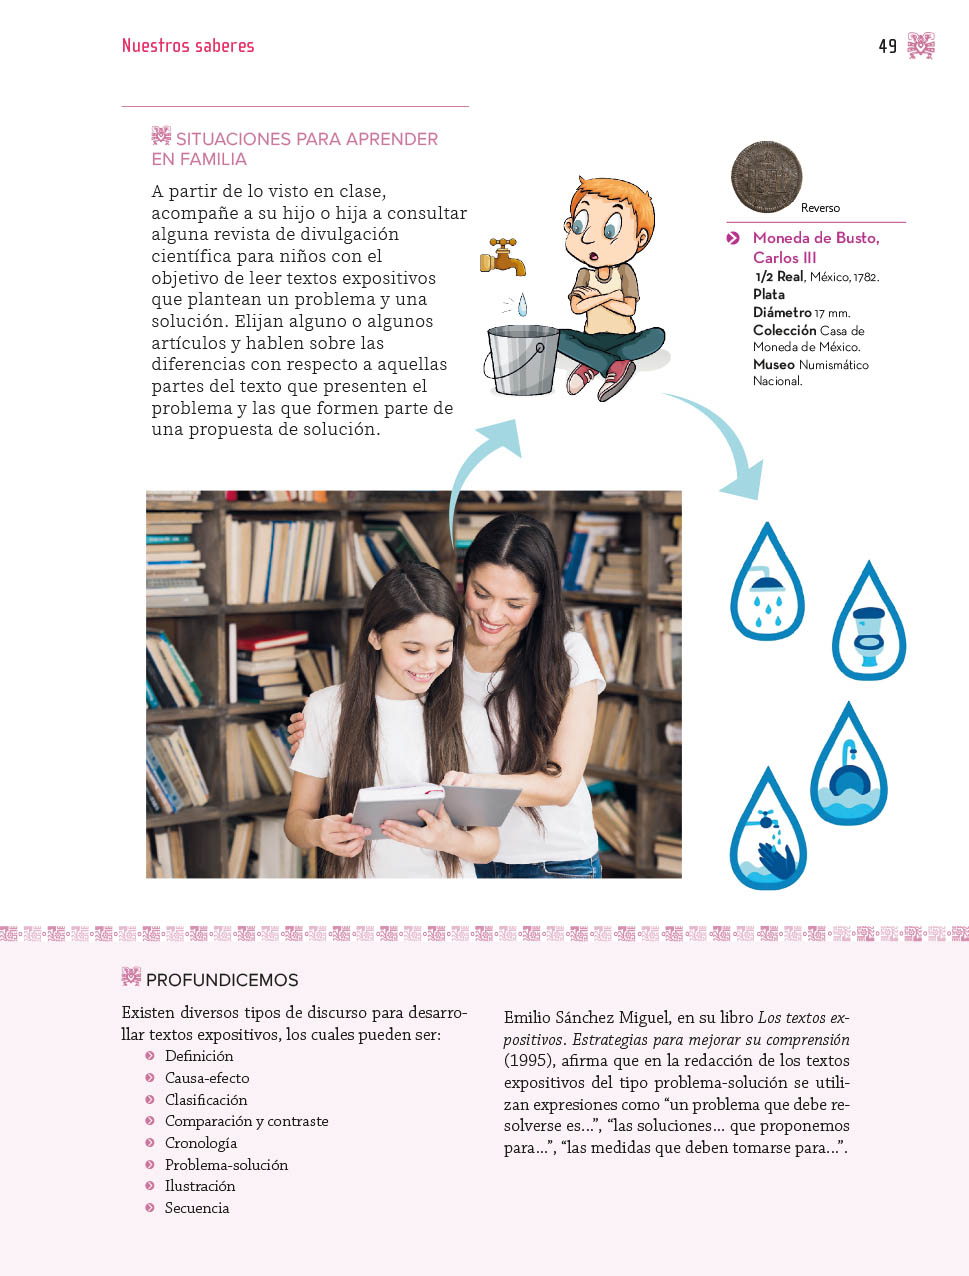 Nuestros saberes
49
SITUACIONES PARA APRENDER
EN FAMILIA
A partir de lo visto en clase,
acompañe a su hijo o hija a consultar
alguna revista de divulgación
científica para niños con el
objetivo de leer textos expositivos
que plantean un problema y una
solución. Elijan alguno o algunos
artículos y hablen sobre las
diferencias con respecto a aquellas
partes del texto que presenten el
problema y las que formen parte de
una propuesta de solución.
Reverso
Moneda de Busto,
Carlos III
1/2 Real, México, 1782.
Plata
Diámetro 17 mm.
Colección Casa de
Moneda de México.
Museo Numismático
Nacional.
PROFUNDICEMOS
Existen diversos tipos de discurso para desarro-
llar textos expositivos, los cuales pueden ser:
Definición
Causa-efecto
Clasificación
Comparación y contraste
Cronología
Problema-solución
Ilustración
Secuencia
Emilio Sánchez Miguel, en su libro Los textos ex-
positivos. Estrategias para mejorar su comprensión
(1995), afirma que en la redacción de los textos
expositivos del tipo problema-solución se utili-
zan expresiones como “un problema que debe re-
solverse es...”, “las soluciones... que proponemos
para...”, “las medidas que deben tomarse para...”.